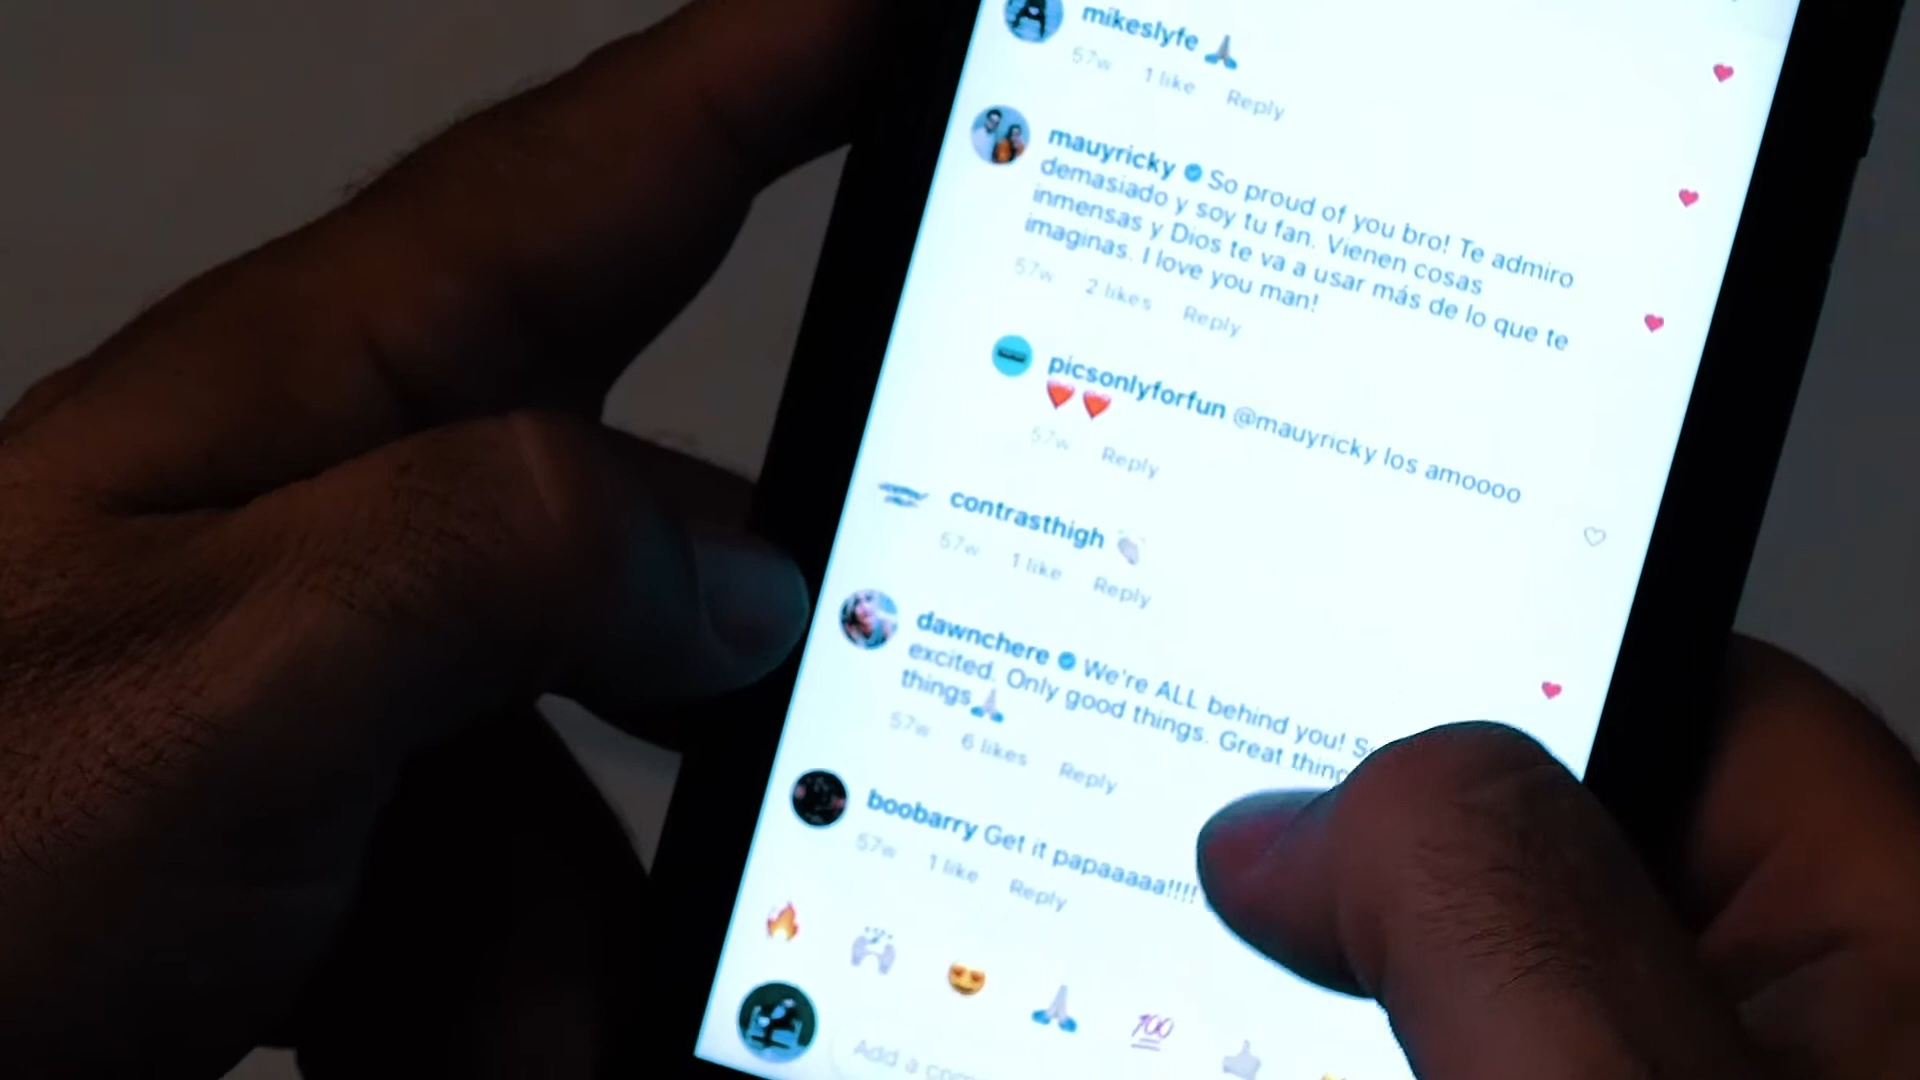 mikeslyfe 🙏
57w 1 like Reply
mauyricky So proud of you bro! Te admiro
demasiado y soy tu fan. Vienen cosas
inmensas y Dios te va a usar más de lo que te
imaginas. I love you man!
57w 2 likes Reply
picsonlyforfun @mauyricky los amoooo
❤️❤️
57w Reply
contrasthigh 👏
57w 1 like Reply
dawnchere We're ALL behind you!
excited. Only good things. Great
things🙏
57w 6 likes Reply
boobarry Get it papaaaaa!!!!
57w 1 like Reply
🔥 🙌 😍 🙏 💯 👍
Add a